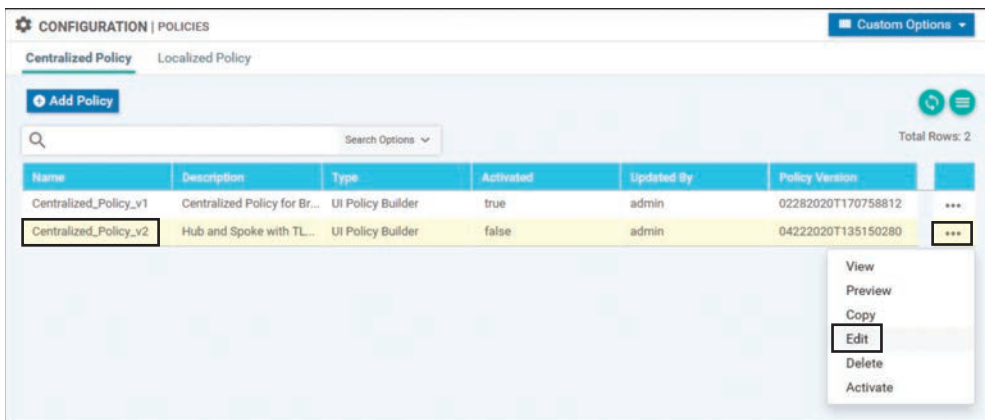 CONFIGURATION | POLICIES
Custom Options
Centralized Policy Localized Policy
Add Policy
Search Options
Total Rows: 2
Name Description Type Activated Updated By Policy Version
Centralized_Policy_v1 Centralized Policy for Br... UI Policy Builder true admin 02282020T170758812
Centralized_Policy_v2 Hub and Spoke with TL... UI Policy Builder false admin 04222020T135150280
View
Preview
Copy
Edit
Delete
Activate